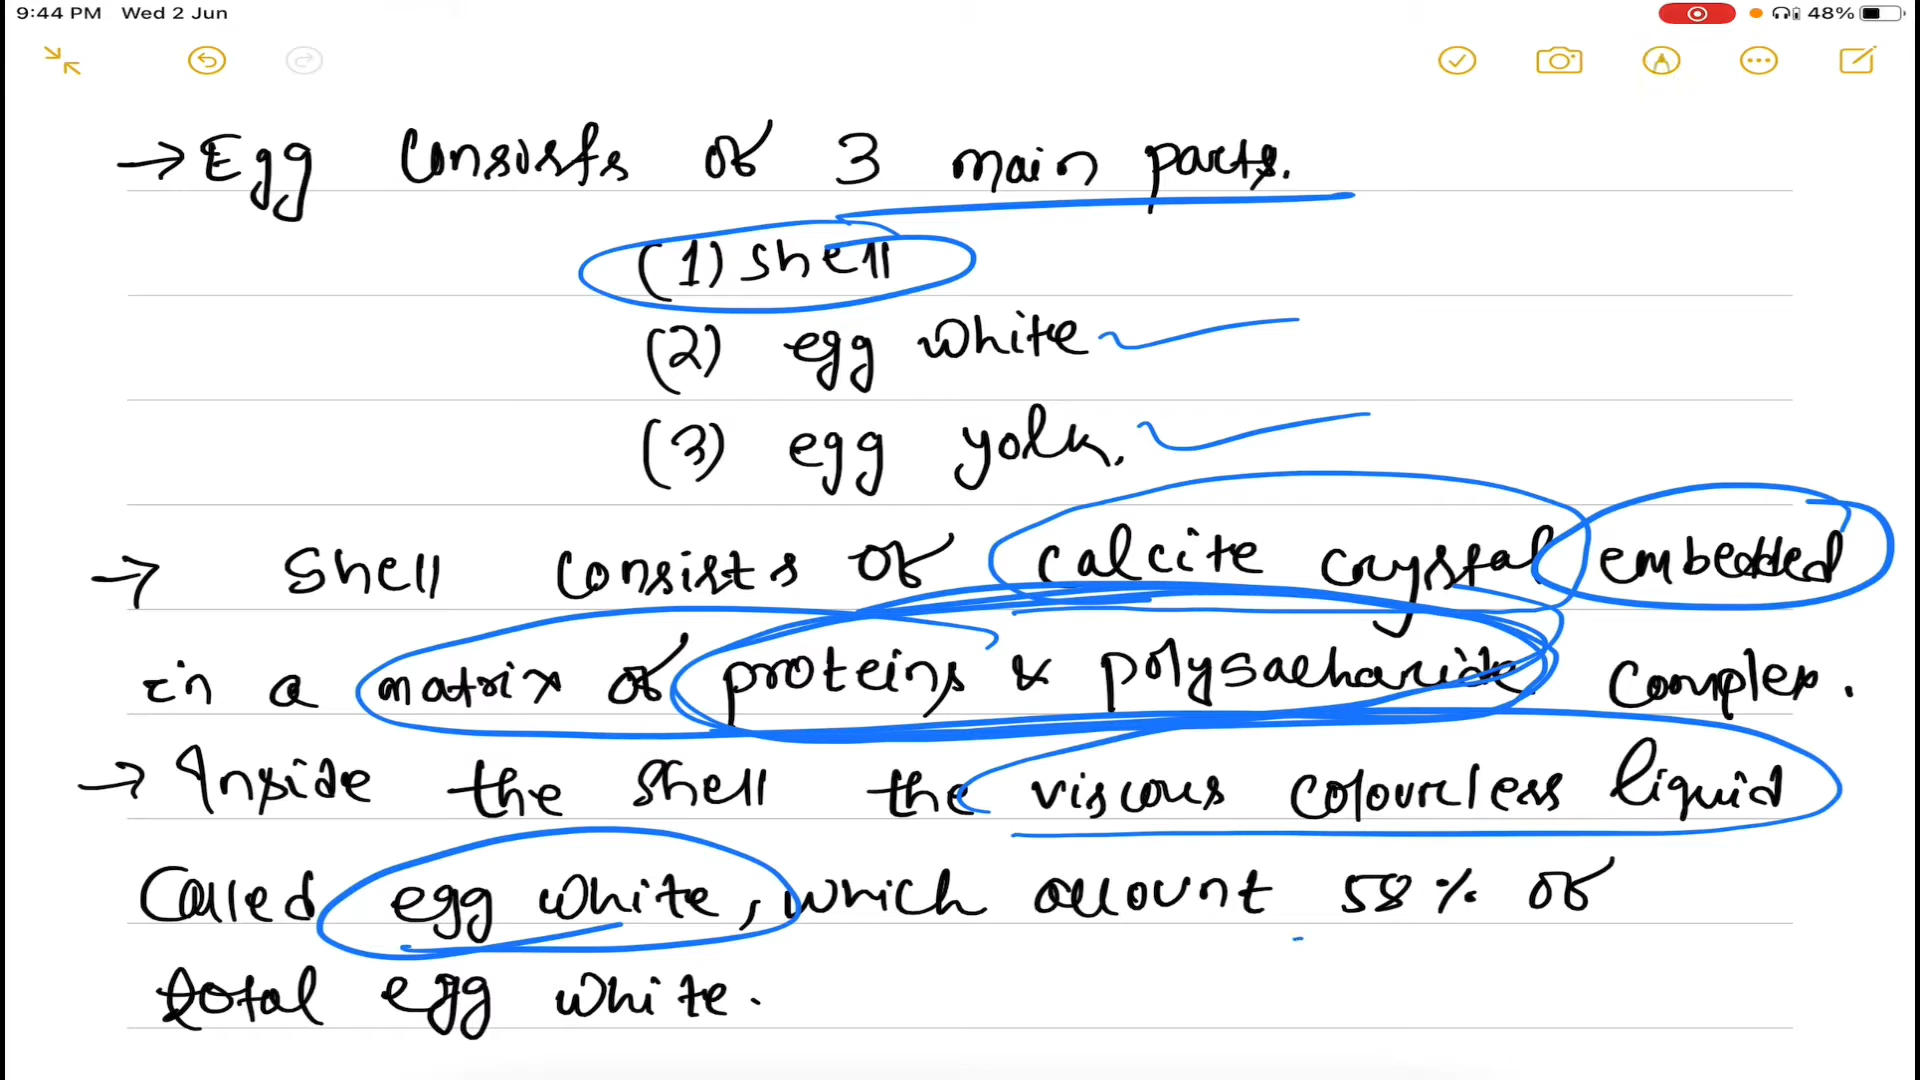 9:44 PM Wed 2 Jun 48%
→ Egg consists of 3 main parts.
(1) shell
(2) egg white
(3) egg yolk.
→ Shell consists of calcite crystal embedded
in a matrix of proteins & polysaccharide complex.
→ Inside the shell the viscous colourless liquid
Called egg white, which account 58% of
total egg white.